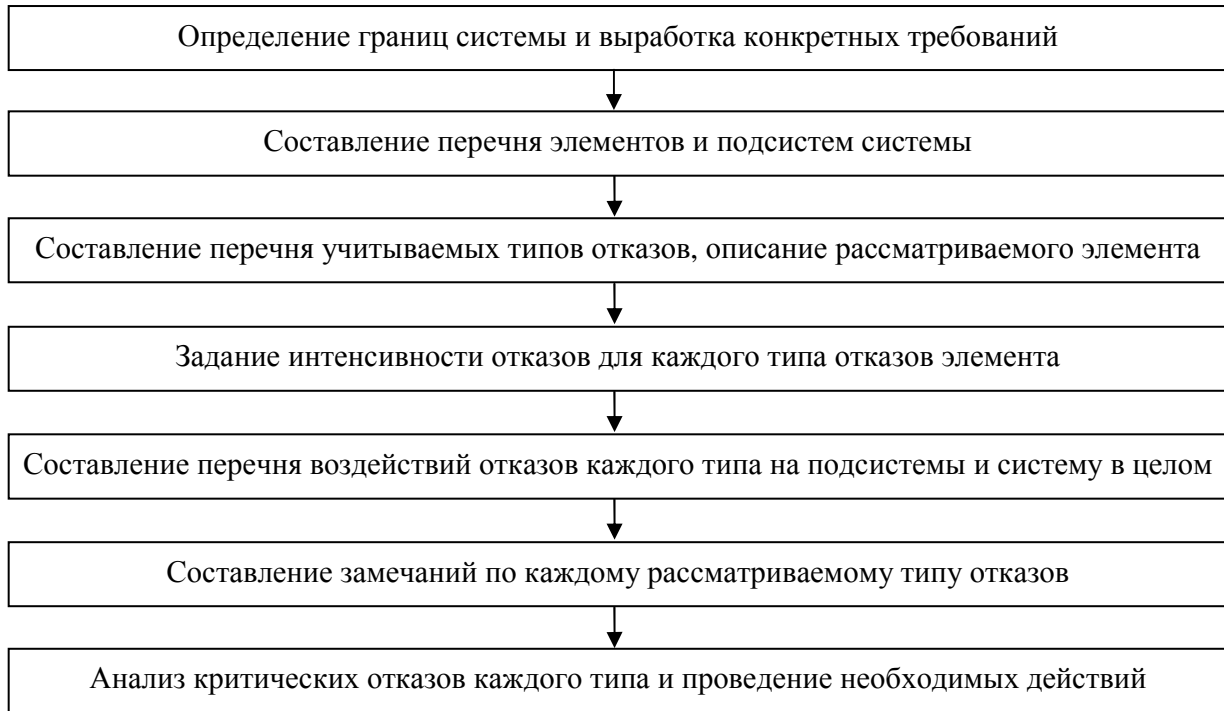 Определение границ системы и выработка конкретных требований
Составление перечня элементов и подсистем системы
Составление перечня учитываемых типов отказов, описание рассматриваемого элемента
Задание интенсивности отказов для каждого типа отказов элемента
Составление перечня воздействий отказов каждого типа на подсистемы и систему в целом
Составление замечаний по каждому рассматриваемому типу отказов
Анализ критических отказов каждого типа и проведение необходимых действий